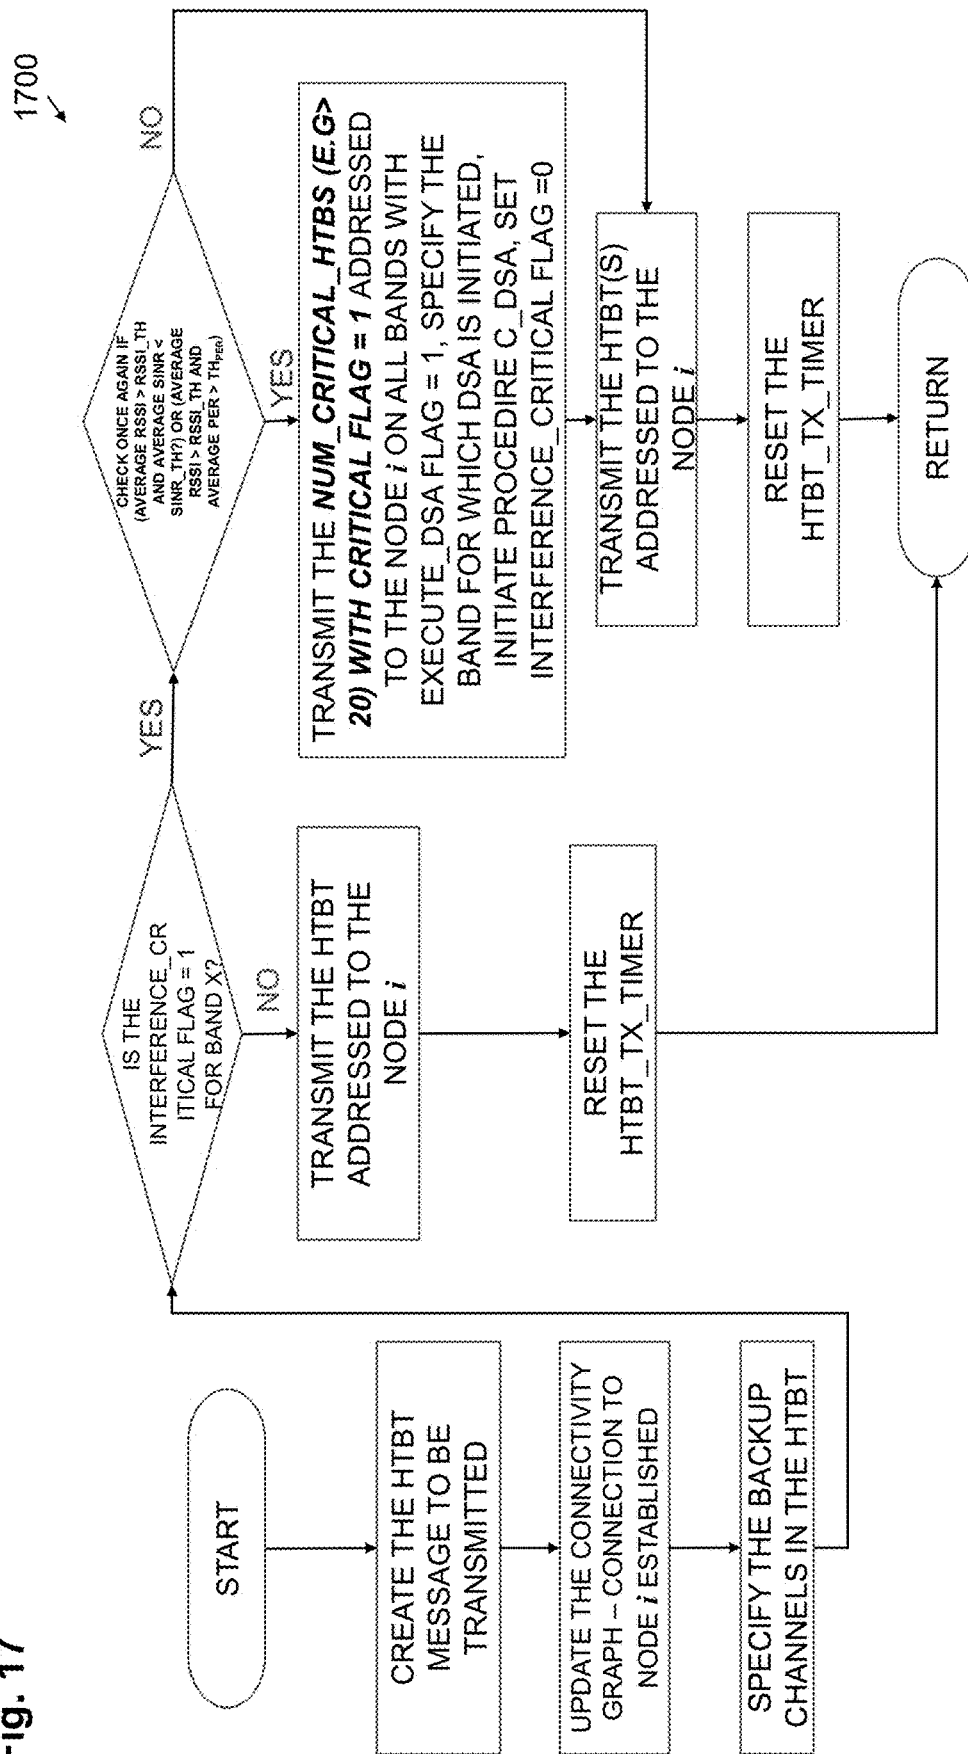 Fig. 17
1700
START
CREATE THE HTBT
MESSAGE TO BE
TRANSMITTED
UPDATE THE CONNECTIVITY
GRAPH – CONNECTION TO
NODE i ESTABLISHED
SPECIFY THE BACKUP
CHANNELS IN THE HTBT
IS THE
INTERFERENCE_CR
ITICAL FLAG = 1
FOR BAND X?
NO
YES
TRANSMIT THE HTBT
ADDRESSED TO THE
NODE i
RESET THE
HTBT_TX_TIMER
CHECK ONCE AGAIN IF
(AVERAGE RSSI > RSSI_TH
AND AVERAGE SINR <
SINR_TH?) OR (AVERAGE
RSSI > RSSI_TH AND
AVERAGE PER > TH_PER)
NO
YES
TRANSMIT THE NUM_CRITICAL_HTBS (E.G>
20) WITH CRITICAL FLAG = 1 ADDRESSED
TO THE NODE i ON ALL BANDS WITH
EXECUTE_DSA FLAG = 1, SPECIFY THE
BAND FOR WHICH DSA IS INITIATED,
INITIATE PROCEDIRE C_DSA, SET
INTERFERENCE_CRITICAL FLAG =0
TRANSMIT THE HTBT(S)
ADDRESSED TO THE
NODE i
RESET THE
HTBT_TX_TIMER
RETURN